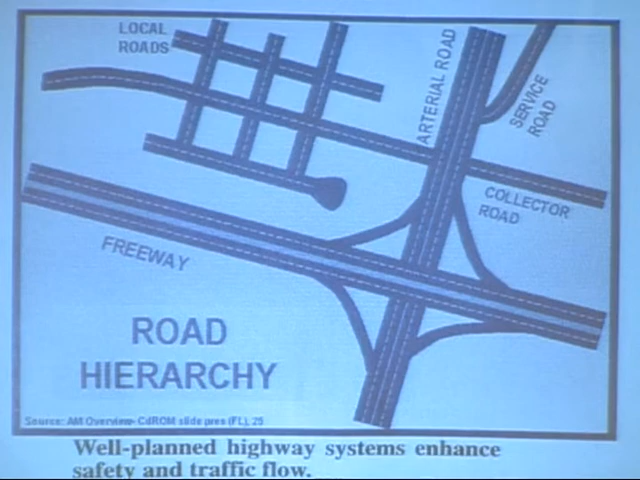 LOCAL
ROADS
ARTERIAL ROAD
SERVICE
ROAD
COLLECTOR
ROAD
FREEWAY
ROAD
HIERARCHY
Source: AM Overview- CdROM slide pres (FL), 25
Well-planned highway systems enhance
safety and traffic flow.